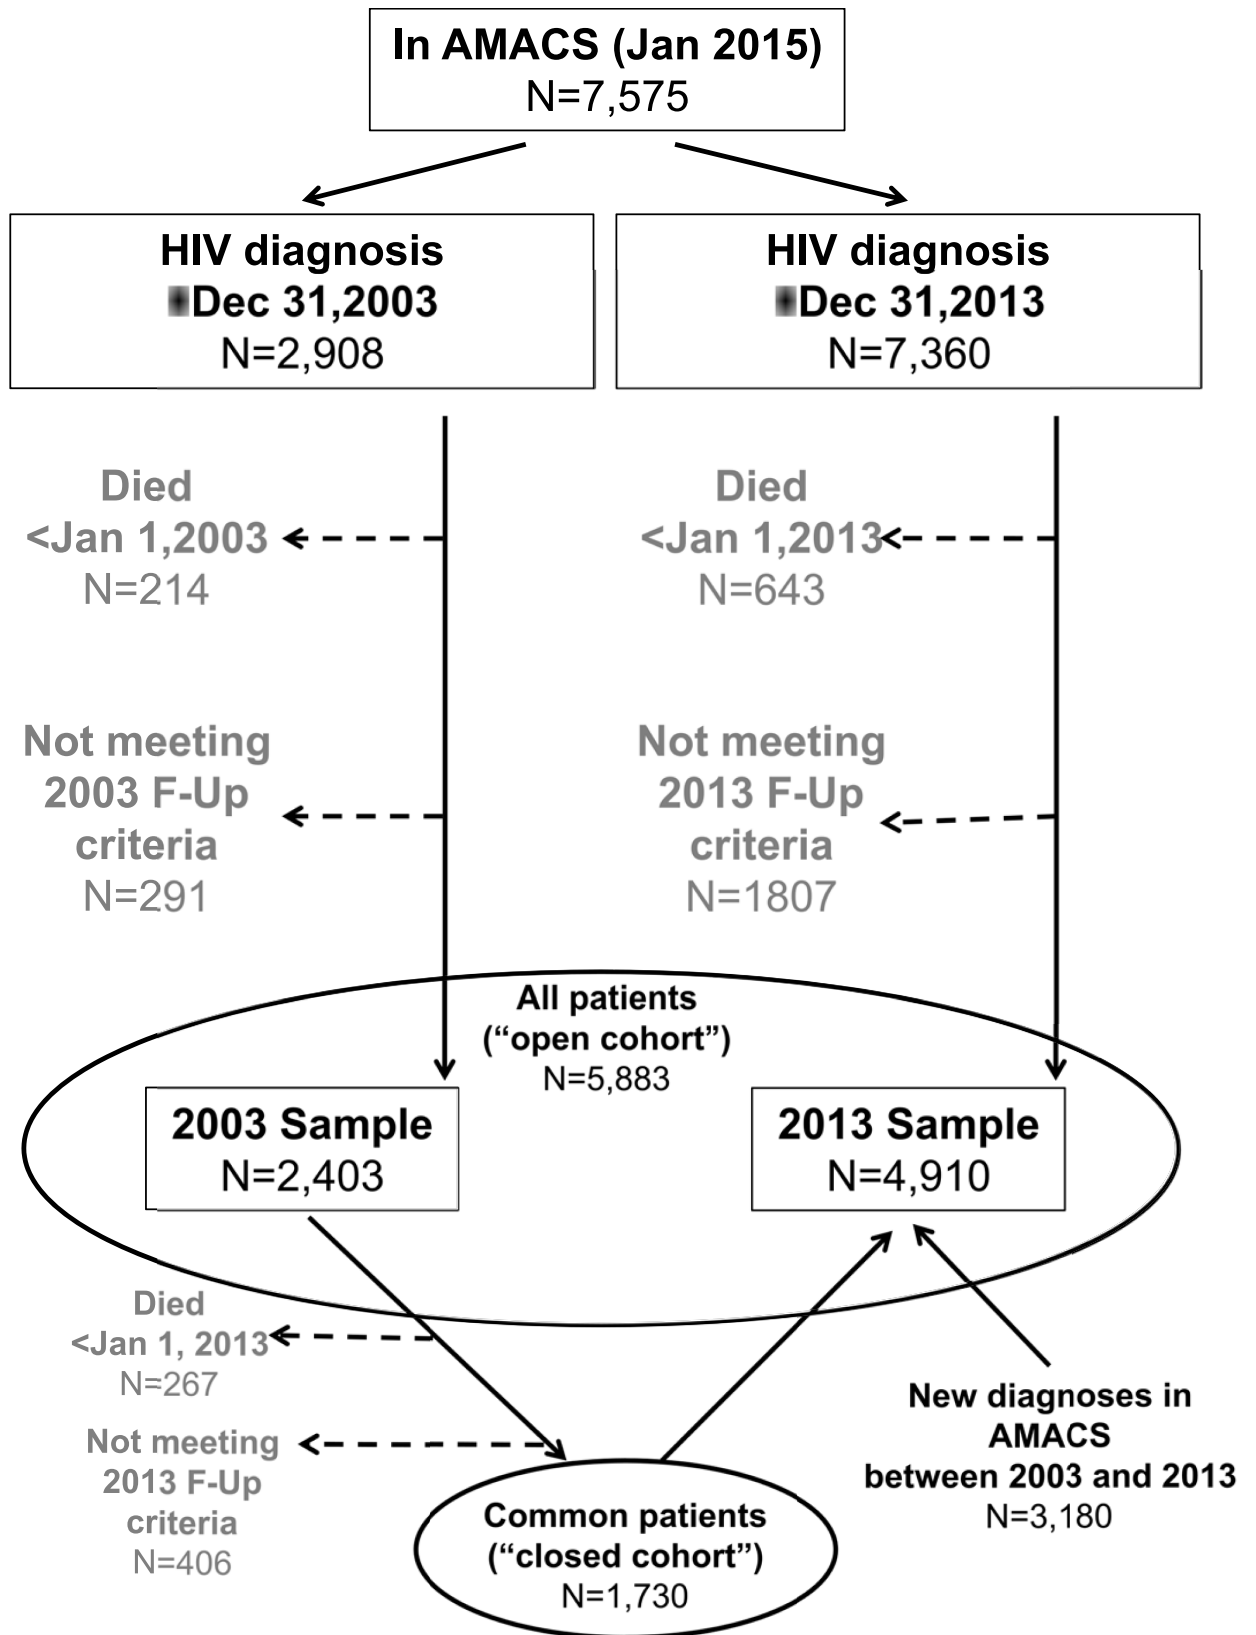 In AMACS (Jan 2015)
N=7,575
HIV diagnosis
Dec 31,2003
N=2,908
HIV diagnosis
Dec 31,2013
N=7,360
Died
<Jan 1,2003
N=214
Died
<Jan 1,2013
N=643
Not meeting
2003 F-Up
criteria
N=291
Not meeting
2013 F-Up
criteria
N=1807
All patients
(“open cohort”)
N=5,883
2003 Sample
N=2,403
2013 Sample
N=4,910
Died
<Jan 1, 2013
N=267
Not meeting
2013 F-Up
criteria
N=406
Common patients
(“closed cohort”)
N=1,730
New diagnoses in
AMACS
between 2003 and 2013
N=3,180